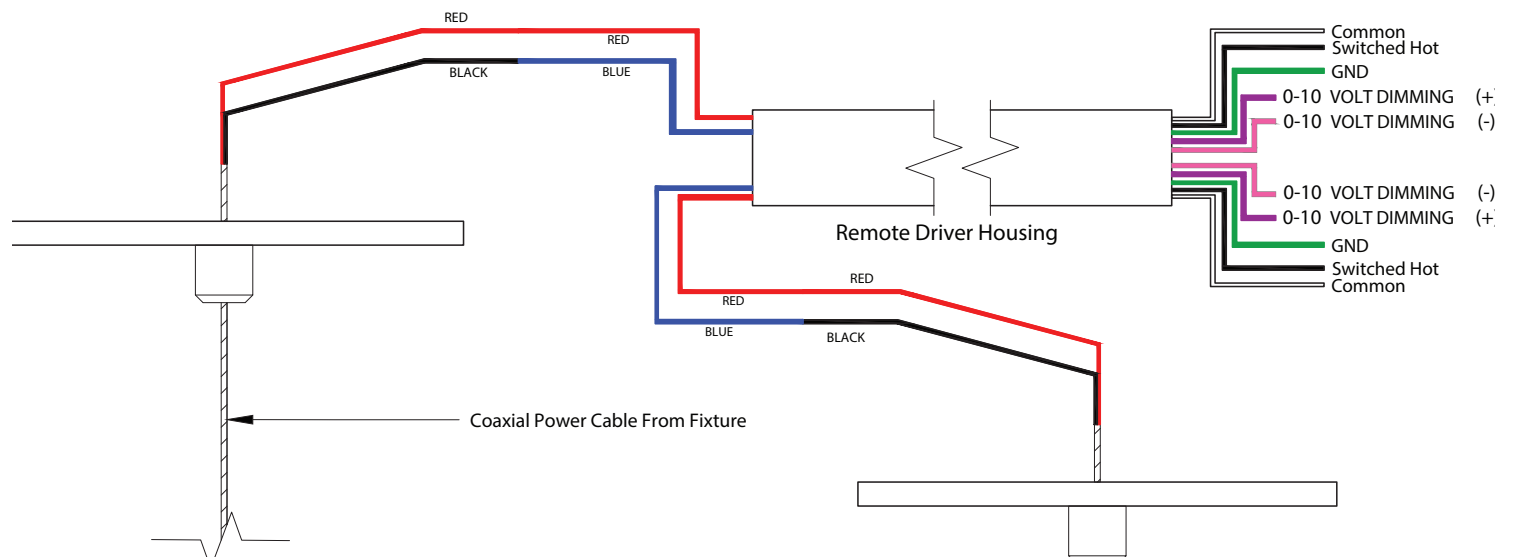 RED
RED
BLACK
BLUE
Common
Switched Hot
GND
0-10 VOLT DIMMING (+)
0-10 VOLT DIMMING (-)
0-10 VOLT DIMMING (-)
0-10 VOLT DIMMING (+)
GND
Switched Hot
Common
Remote Driver Housing
RED
RED
BLUE
BLACK
Coaxial Power Cable From Fixture